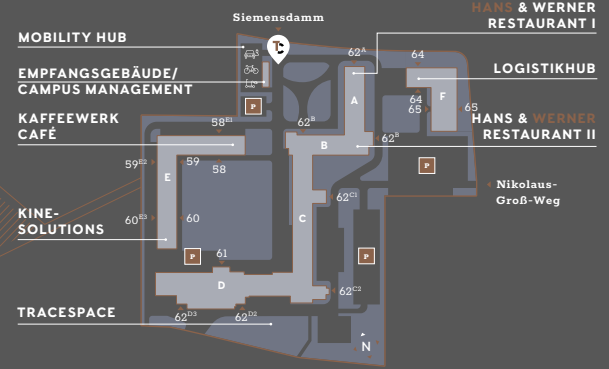 Siemensdamm
HANS & WERNER
RESTAURANT I
MOBILITY HUB
TC
62A
64
LOGISTIKHUB
EMPFANGSGEBÄUDE/
CAMPUS MANAGEMENT
A
F
64
65
65
P
KAFFEEWERK
CAFÉ
58E1
62B
HANS & WERNER
RESTAURANT II
B
62B
59E2
59
58
P
E
Nikolaus-
Groß-Weg
62C1
KINE-
SOLUTIONS
60E3
60
C
61
P
P
D
62C2
TRACESPACE
62D3
62D2
N